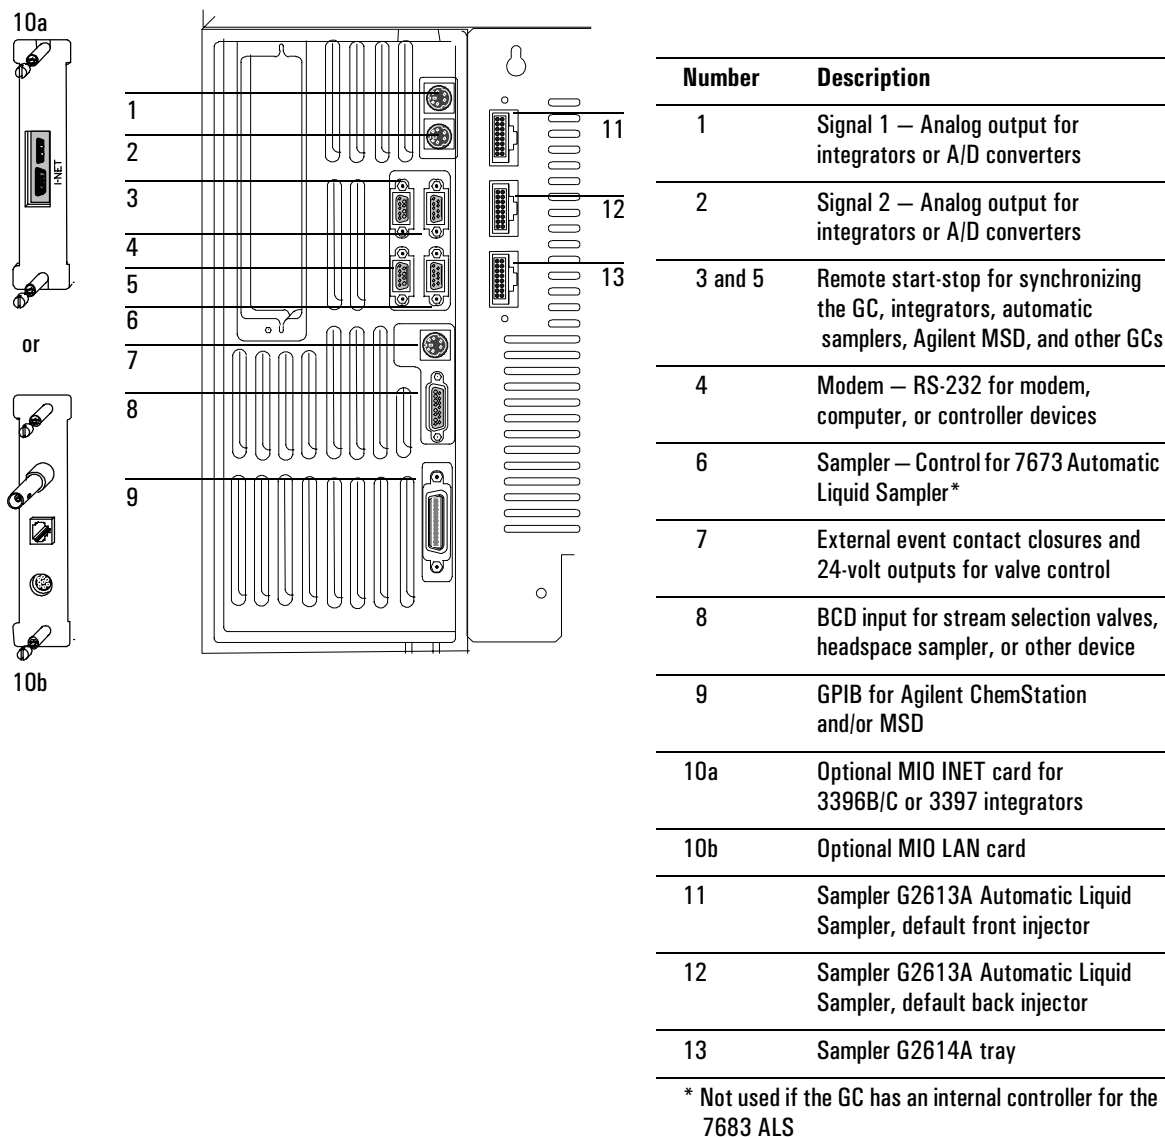 10a
I-NET
or
10b
1
2
3
4
5
6
7
8
9
11
12
13
Number Description
1 Signal 1 — Analog output for
integrators or A/D converters
2 Signal 2 — Analog output for
integrators or A/D converters
3 and 5 Remote start-stop for synchronizing
the GC, integrators, automatic
samplers, Agilent MSD, and other GCs
4 Modem — RS-232 for modem,
computer, or controller devices
6 Sampler — Control for 7673 Automatic
Liquid Sampler*
7 External event contact closures and
24-volt outputs for valve control
8 BCD input for stream selection valves,
headspace sampler, or other device
9 GPIB for Agilent ChemStation
and/or MSD
10a Optional MIO INET card for
3396B/C or 3397 integrators
10b Optional MIO LAN card
11 Sampler G2613A Automatic Liquid
Sampler, default front injector
12 Sampler G2613A Automatic Liquid
Sampler, default back injector
13 Sampler G2614A tray
* Not used if the GC has an internal controller for the
7683 ALS